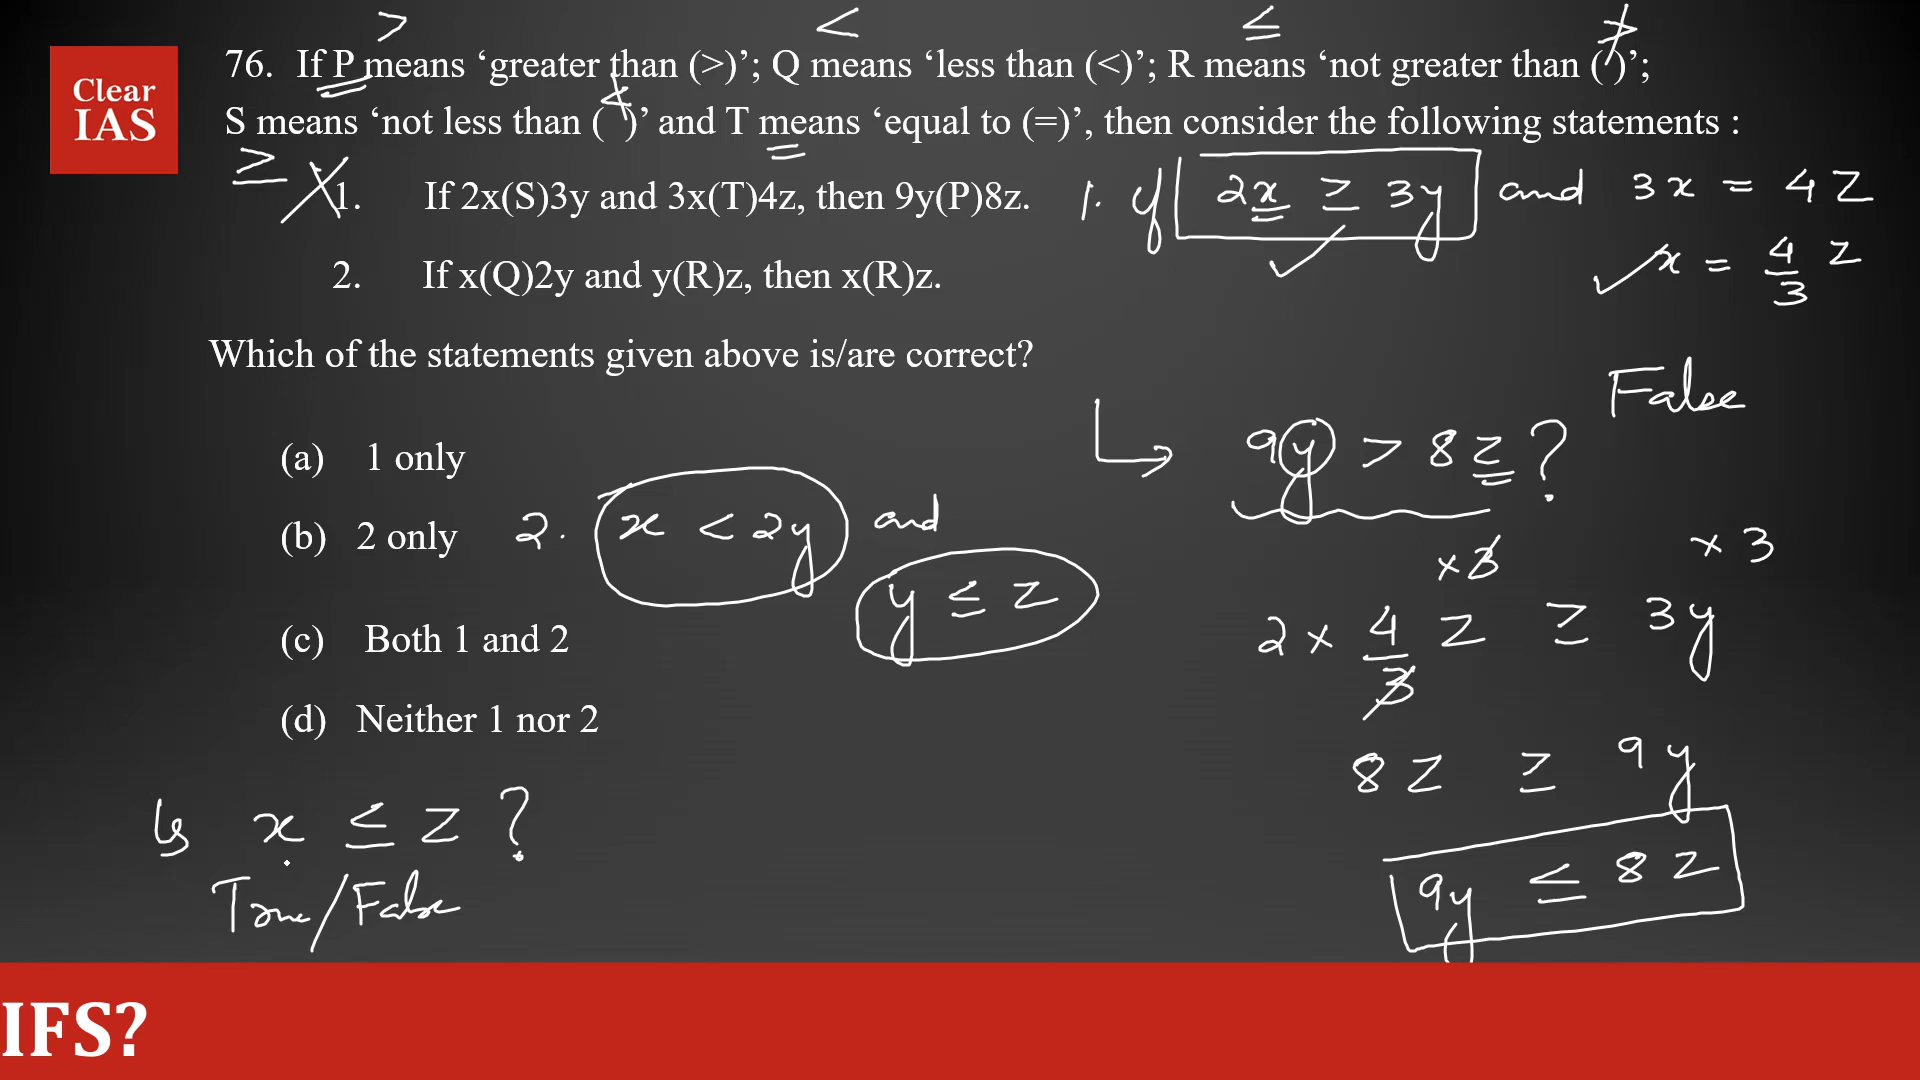 > < ≤ ≯
Clear
IAS
76. If P means ‘greater than (>)’; Q means ‘less than (<)’; R means ‘not greater than ( )’;
≮
S means ‘not less than ( )’ and T means ‘equal to (=)’, then consider the following statements :
≥ =
1. If 2x(S)3y and 3x(T)4z, then 9y(P)8z.
1. If 2x ≥ 3y and 3x = 4z
x = 4/3 z
2. If x(Q)2y and y(R)z, then x(R)z.
Which of the statements given above is/are correct?
False
9y > 8z ?
(a) 1 only
(b) 2 only
2. x < 2y and
y ≤ z
×3 ×3
2 × 4/3 z ≥ 3y
(c) Both 1 and 2
(d) Neither 1 nor 2
8z ≥ 9y
9y ≤ 8z
Is x ≤ z ?
True/False
IFS?